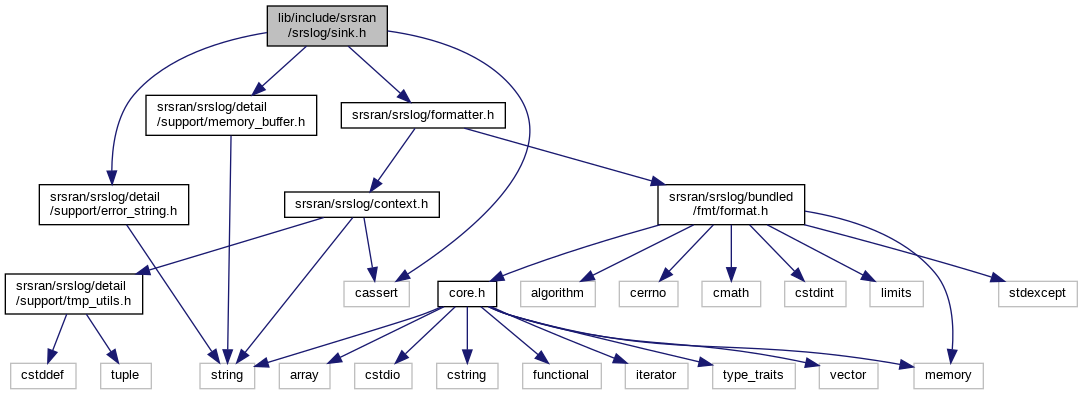 lib/include/srsran
/srslog/sink.h
srsran/srslog/detail
/support/memory_buffer.h
srsran/srslog/formatter.h
srsran/srslog/detail
/support/error_string.h
srsran/srslog/context.h
srsran/srslog/bundled
/fmt/format.h
srsran/srslog/detail
/support/tmp_utils.h
cassert
core.h
algorithm
cerrno
cmath
cstdint
limits
stdexcept
cstddef
tuple
string
array
cstdio
cstring
functional
iterator
type_traits
vector
memory